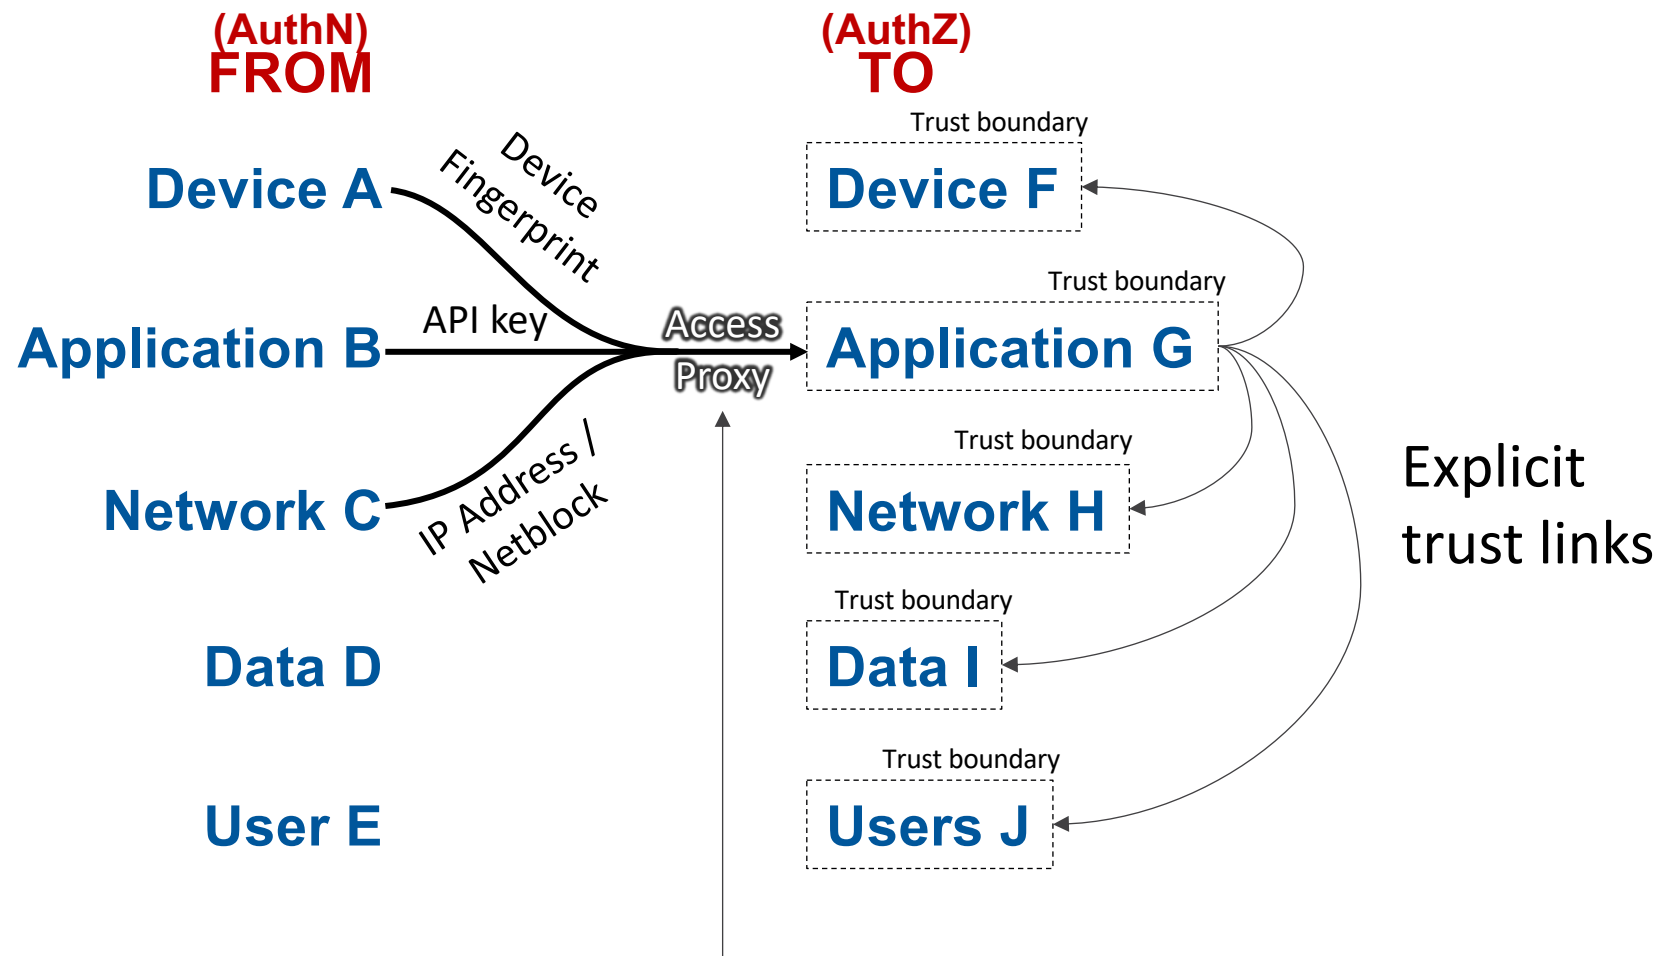 (AuthN)
FROM
(AuthZ)
TO
Trust boundary
Device A
Device
Fingerprint
Device F
Trust boundary
Application B
API key
Access
Proxy
Application G
Trust boundary
Network C
IP Address /
Netblock
Network H
Explicit
trust links
Trust boundary
Data D
Data I
Trust boundary
User E
Users J